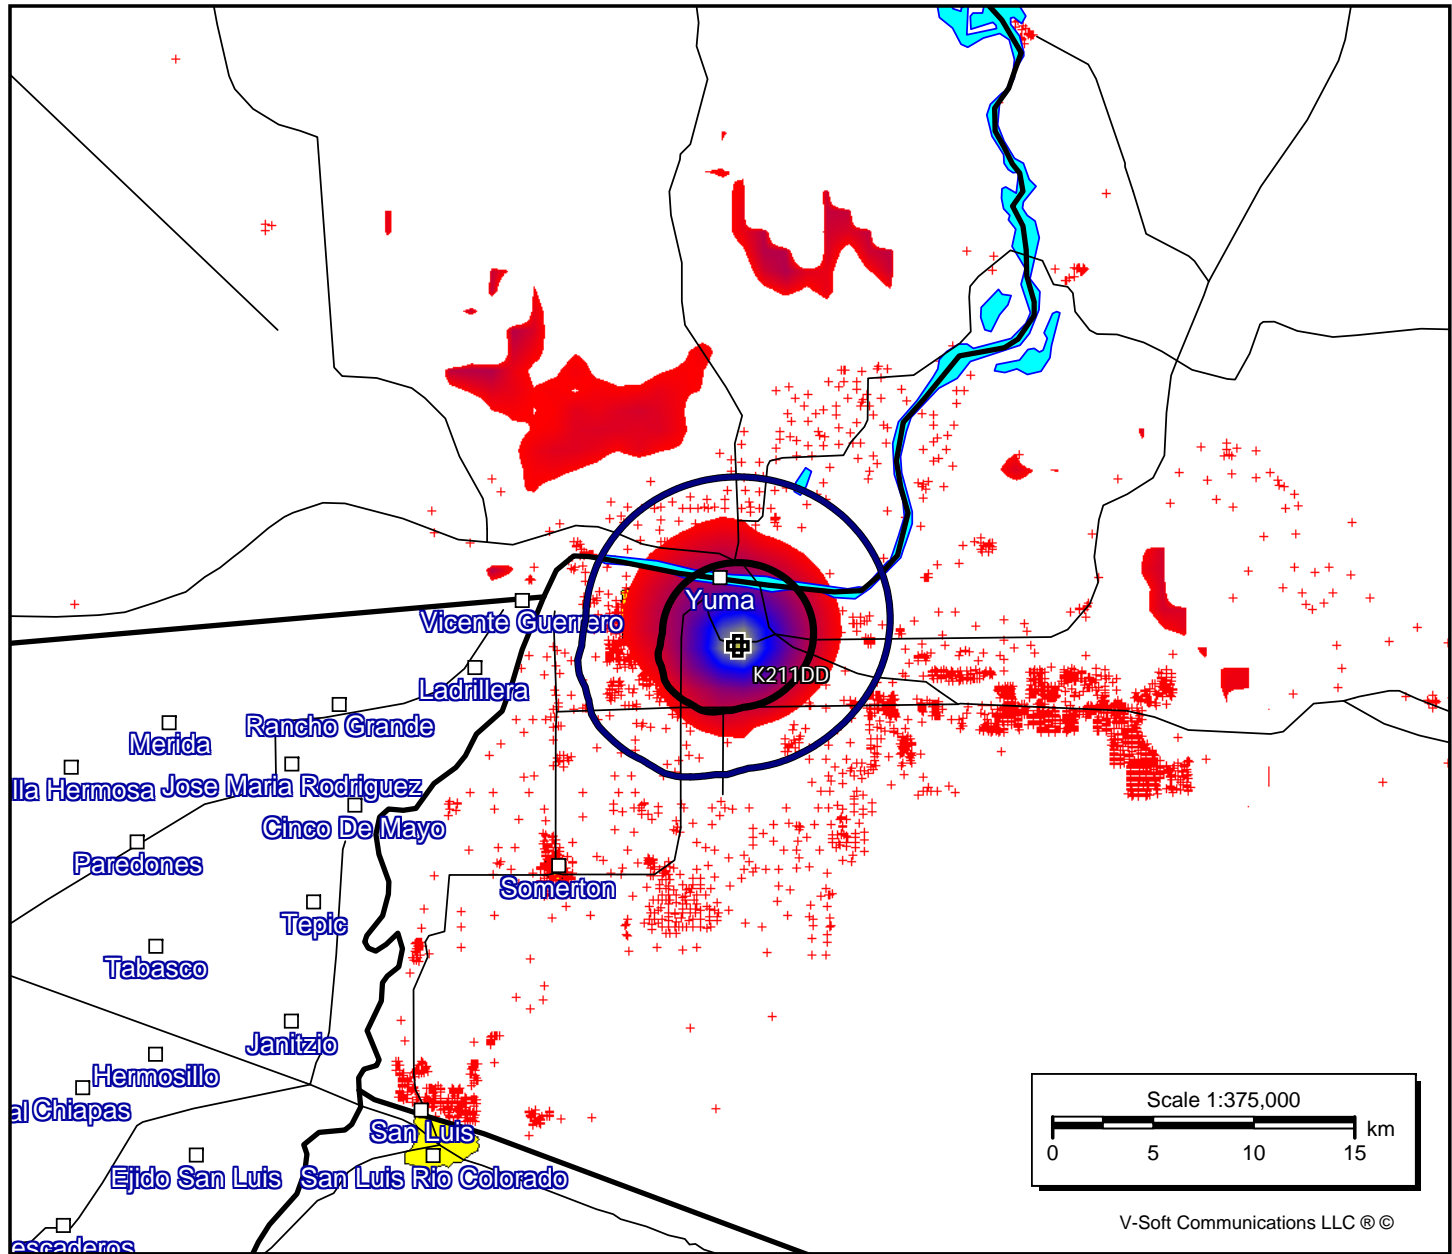 Yuma
Vicente Guerrero
K211DD
Ladrillera
Rancho Grande
Merida
lla Hermosa
Jose Maria Rodriguez
Cinco De Mayo
Paredones
Somerton
Tepic
Tabasco
Janitzio
Hermosillo
al
Chiapas
San Luis
Ejido San Luis
San Luis Rio Colorado
escaderos
Scale 1:375,000
km
0 5 10 15
V-Soft Communications LLC ® ©